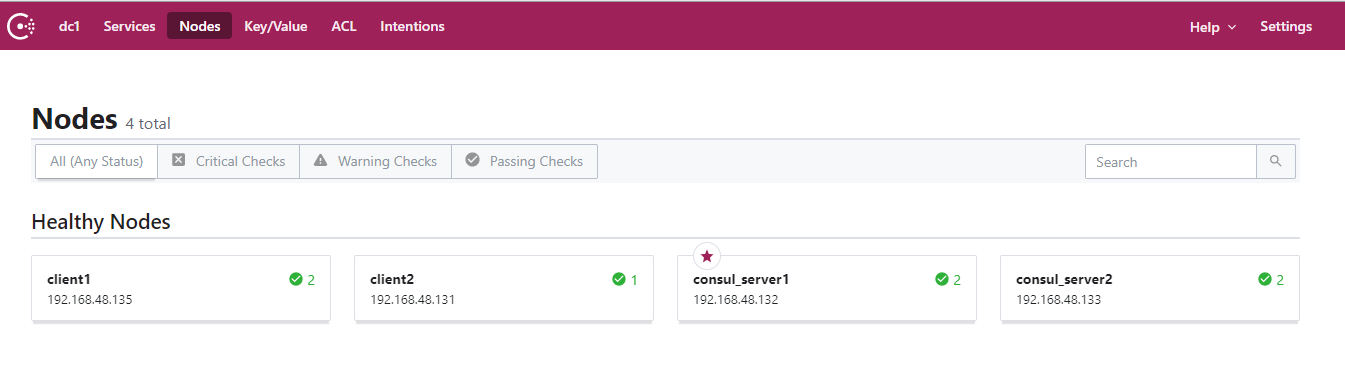 dc1 Services Nodes Key/Value ACL Intentions Help Settings
Nodes 4 total
All (Any Status) Critical Checks Warning Checks Passing Checks Search
Healthy Nodes
client1 2 client2 1 consul_server1 2 consul_server2 2
192.168.48.135 192.168.48.131 192.168.48.132 192.168.48.133